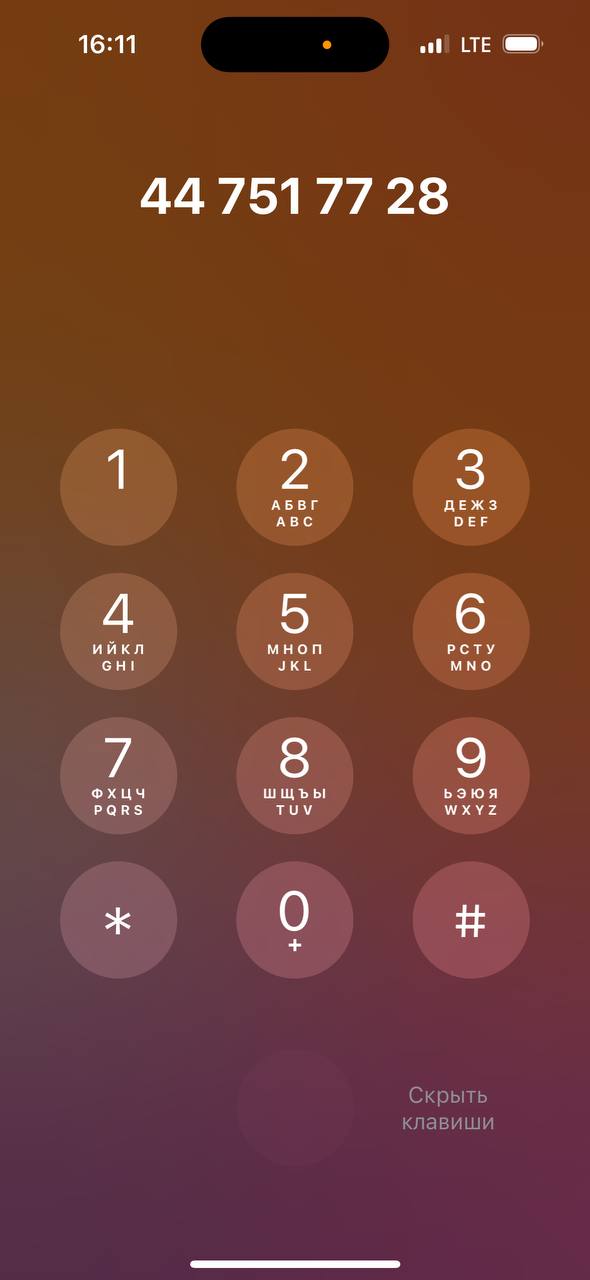 16:11 LTE
44 751 77 28
1 2 3
АБВГ ДЕЖЗ
ABC DEF
4 5 6
ИЙКЛ МНОП РСТУ
GHI JKL MNO
7 8 9
ФХЦЧ ШЩЪЫ ЬЭЮЯ
PQRS TUV WXYZ
* 0 #
+
Скрыть
клавиши